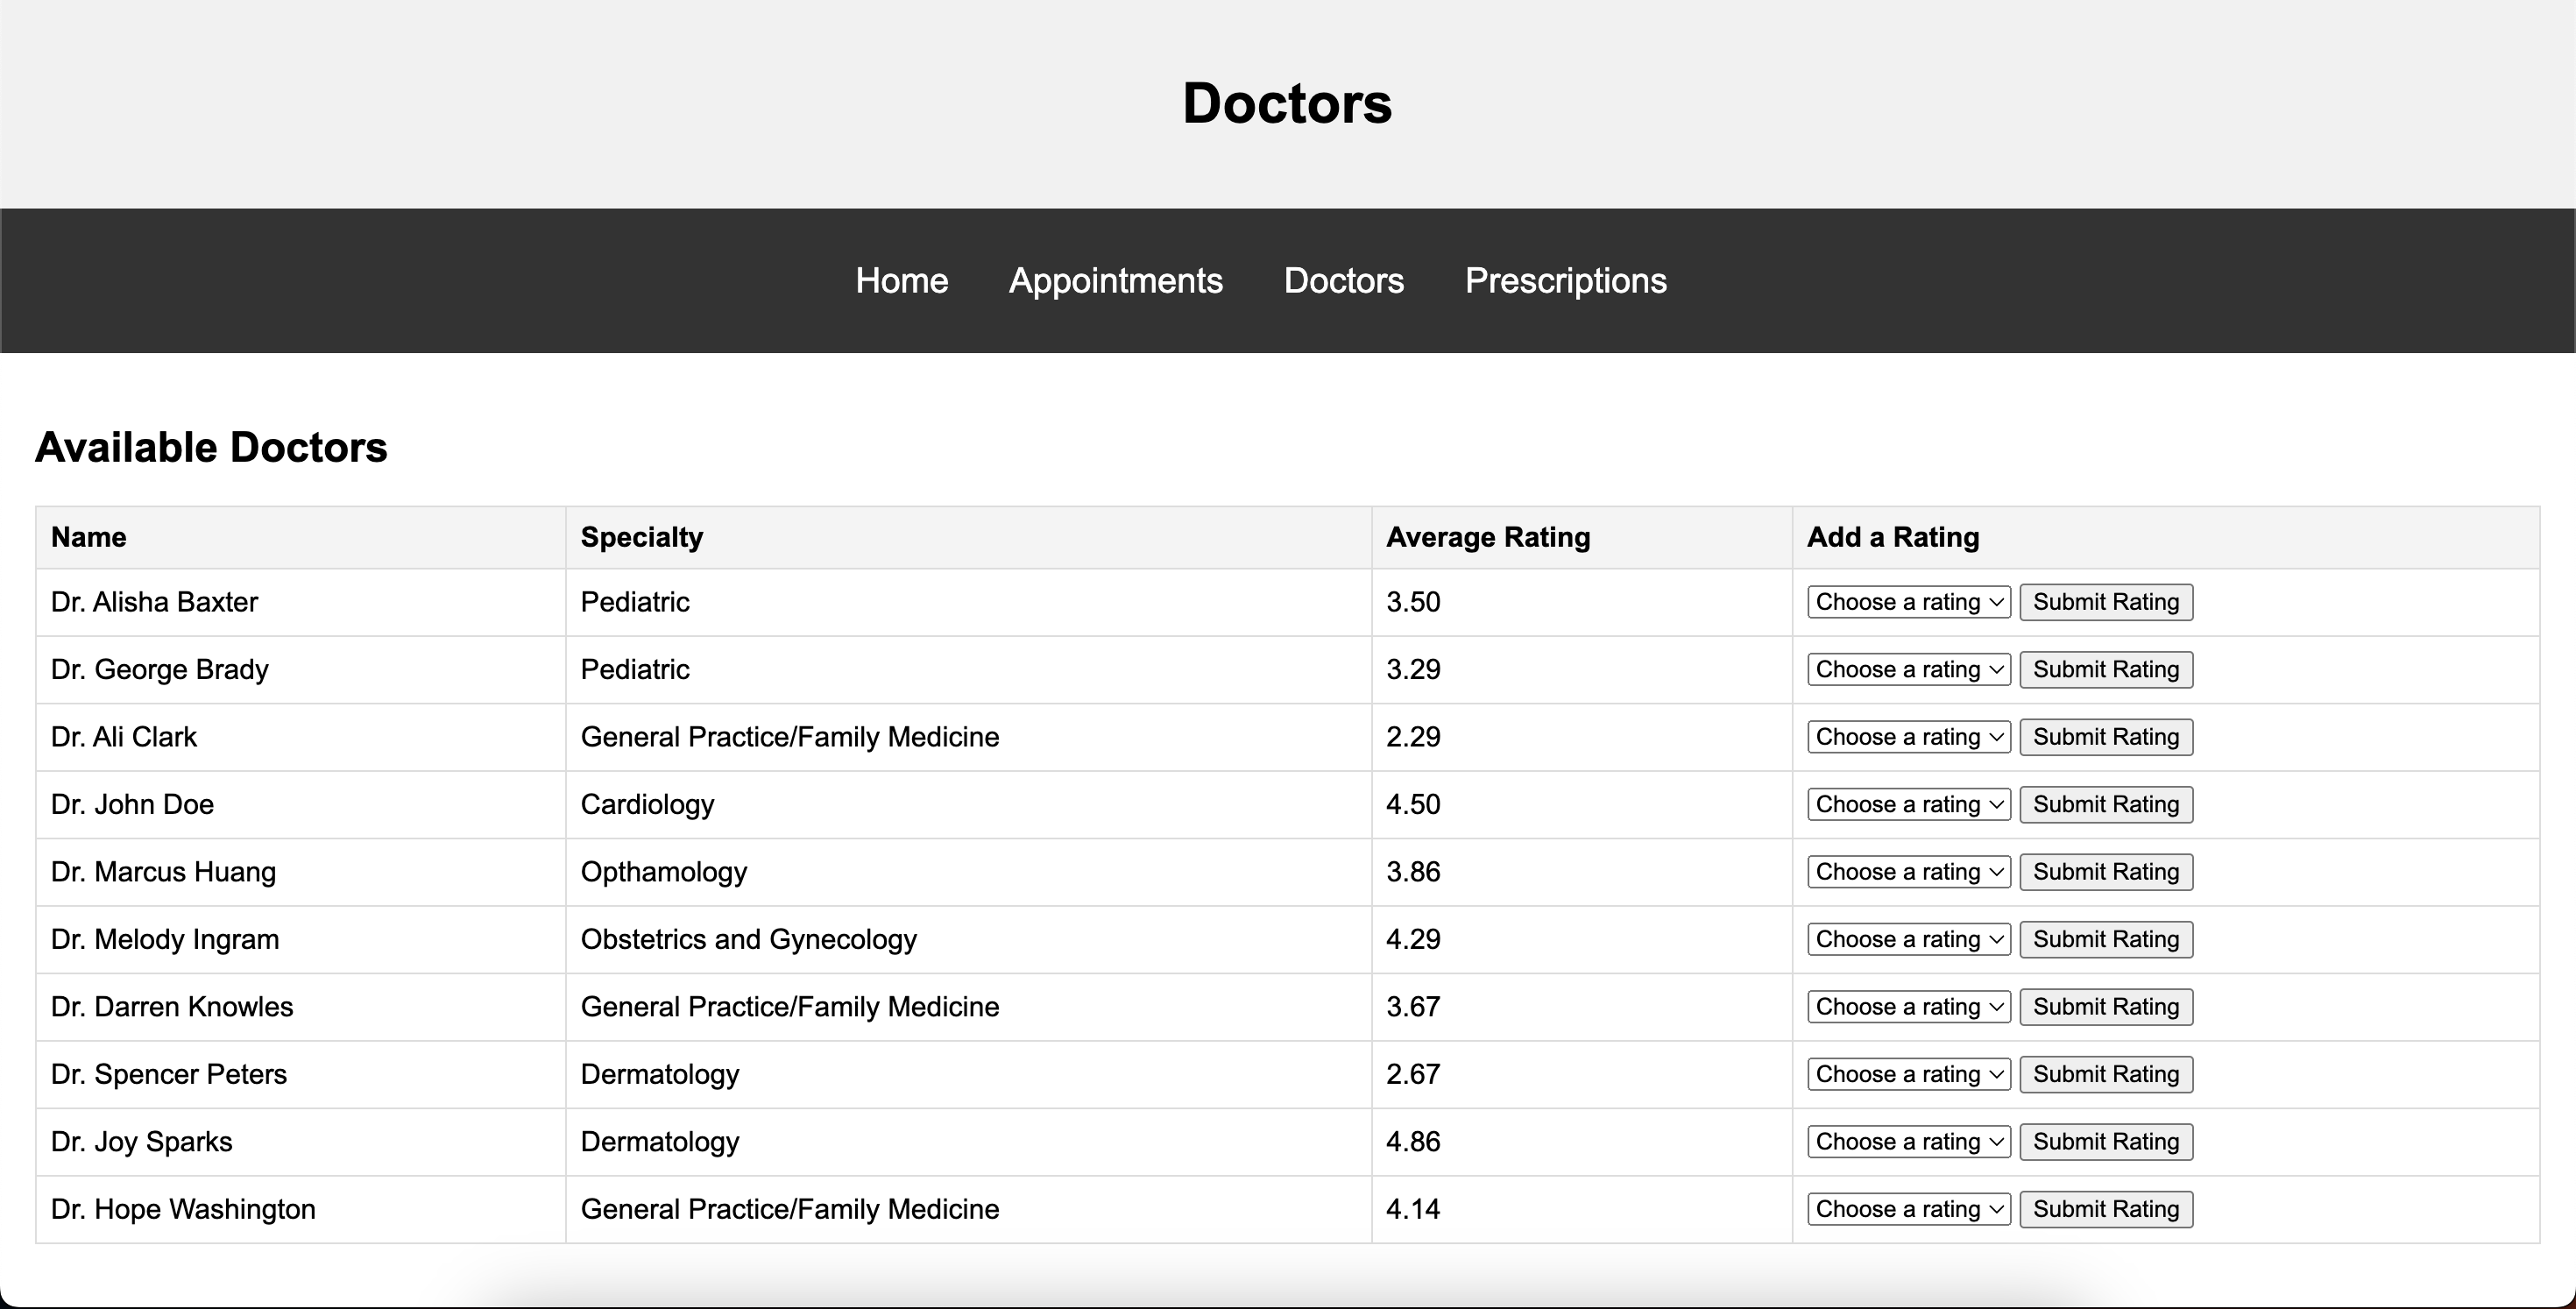 Doctors
Home Appointments Doctors Prescriptions
Available Doctors
Name Specialty Average Rating Add a Rating
Dr. Alisha Baxter Pediatric 3.50 Choose a rating Submit Rating
Dr. George Brady Pediatric 3.29 Choose a rating Submit Rating
Dr. Ali Clark General Practice/Family Medicine 2.29 Choose a rating Submit Rating
Dr. John Doe Cardiology 4.50 Choose a rating Submit Rating
Dr. Marcus Huang Opthamology 3.86 Choose a rating Submit Rating
Dr. Melody Ingram Obstetrics and Gynecology 4.29 Choose a rating Submit Rating
Dr. Darren Knowles General Practice/Family Medicine 3.67 Choose a rating Submit Rating
Dr. Spencer Peters Dermatology 2.67 Choose a rating Submit Rating
Dr. Joy Sparks Dermatology 4.86 Choose a rating Submit Rating
Dr. Hope Washington General Practice/Family Medicine 4.14 Choose a rating Submit Rating